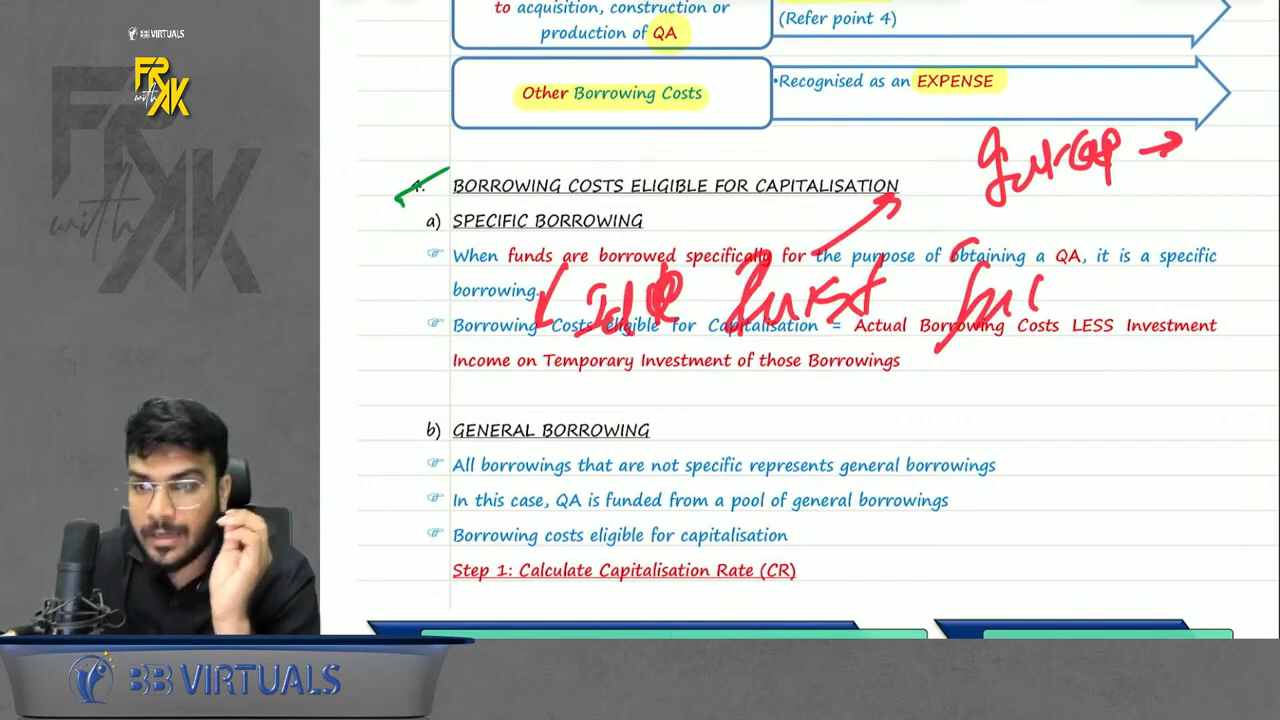 BB VIRTUALS
FR
with
AK
FR
with
AK
to acquisition, construction or
production of QA
(Refer point 4)
Other Borrowing Costs
•Recognised as an EXPENSE
4. BORROWING COSTS ELIGIBLE FOR CAPITALISATION
a) SPECIFIC BORROWING
When funds are borrowed specifically for the purpose of obtaining a QA, it is a specific
borrowing.
Borrowing Costs eligible for Capitalisation = Actual Borrowing Costs LESS Investment
Income on Temporary Investment of those Borrowings
b) GENERAL BORROWING
All borrowings that are not specific represents general borrowings
In this case, QA is funded from a pool of general borrowings
Borrowing costs eligible for capitalisation
Step 1: Calculate Capitalisation Rate (CR)
BB VIRTUALS